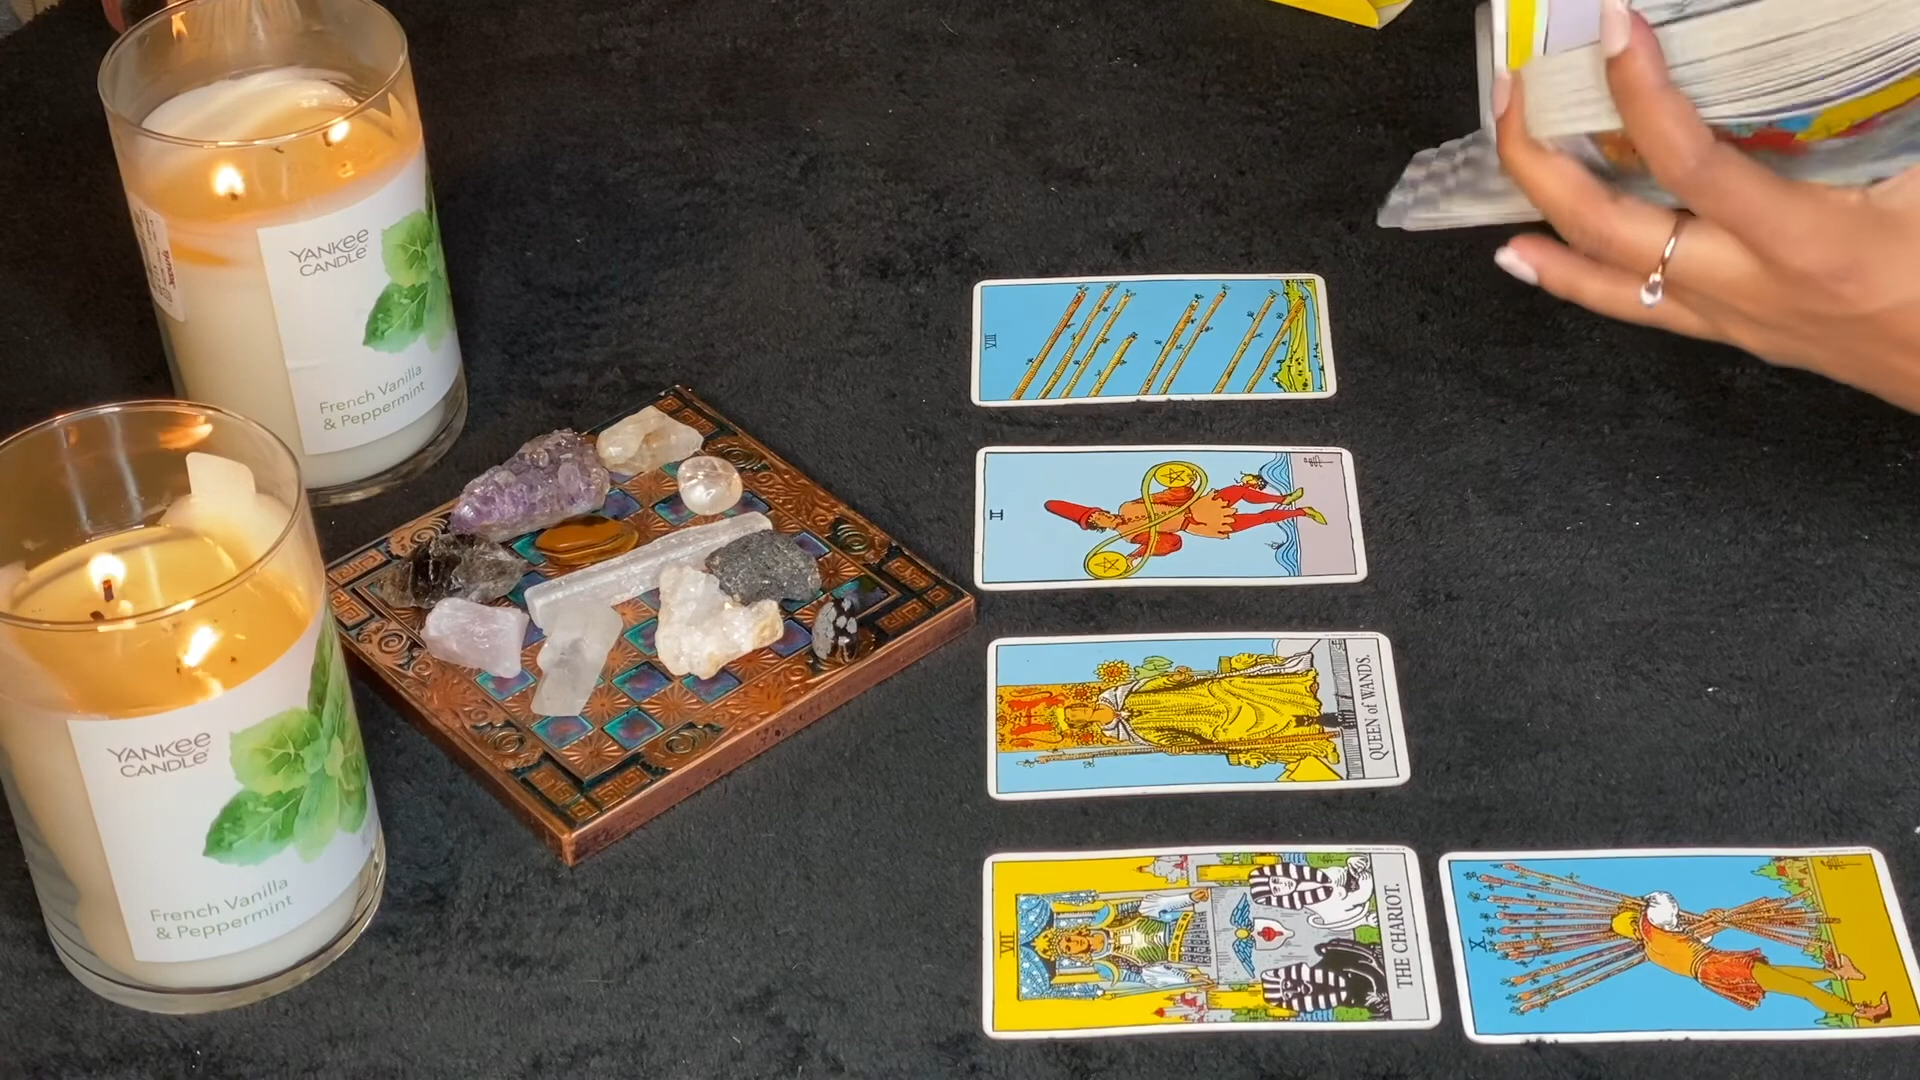 YANKEE
CANDLE
French Vanilla
& Peppermint
YANKEE
CANDLE
French Vanilla
& Peppermint
VIII
II
QUEEN of WANDS.
VII
THE CHARIOT.
X